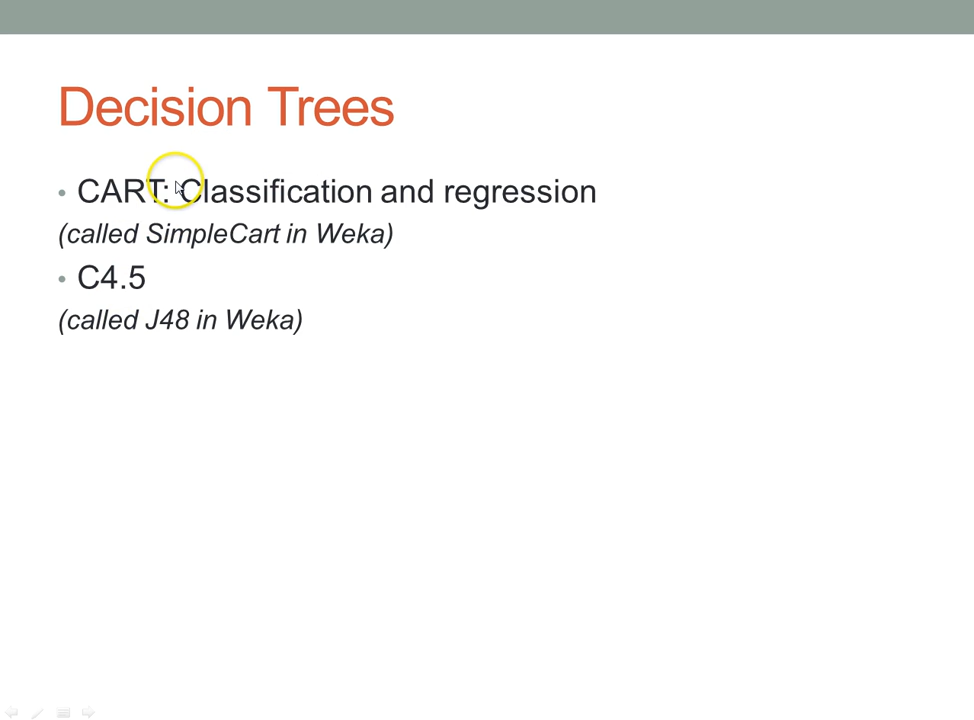 Decision Trees
• CART: Classification and regression
(called SimpleCart in Weka)
• C4.5
(called J48 in Weka)